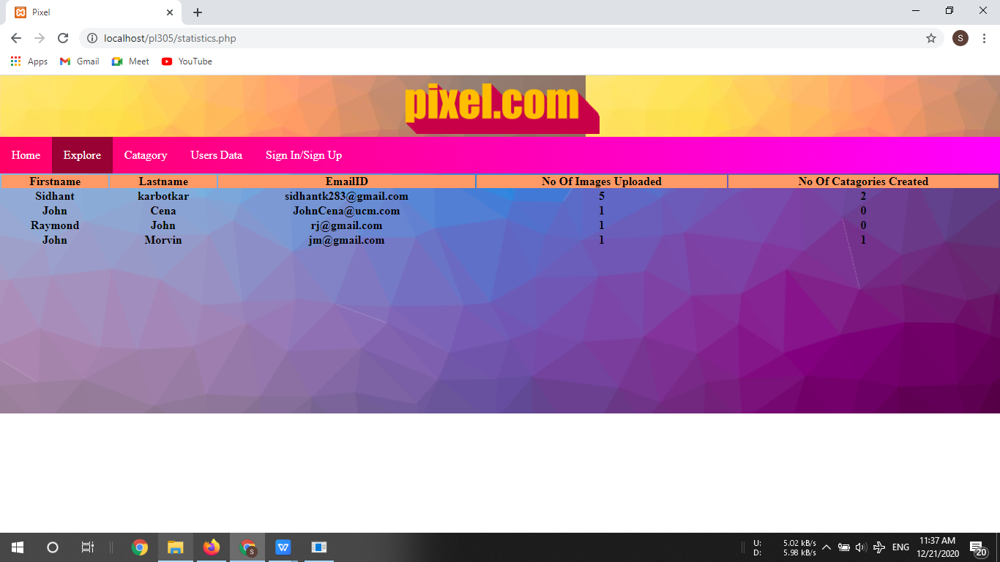 Pixel
localhost/pl305/statistics.php
S
Apps Gmail Meet YouTube
pixel.com
Home Explore Catagory Users Data Sign In/Sign Up
Firstname Lastname EmailID No Of Images Uploaded No Of Catagories Created
Sidhant karbotkar sidhantk283@gmail.com 5 2
John Cena JohnCena@ucm.com 1 0
Raymond John rj@gmail.com 1 0
John Morvin jm@gmail.com 1 1
U: 5.02 kB/s
D: 5.98 kB/s
ENG
11:37 AM
12/21/2020
20
S
W